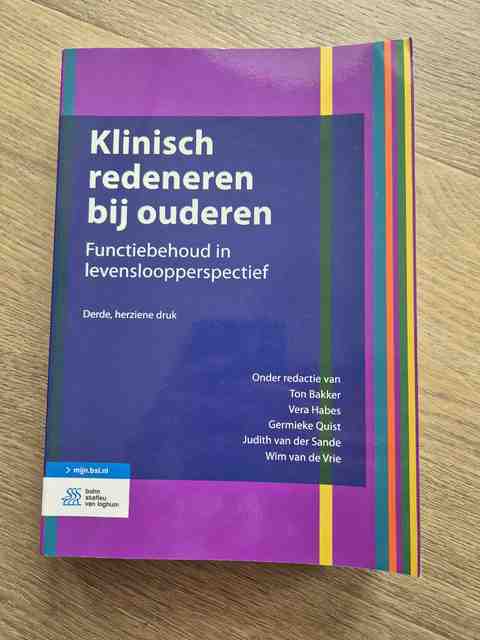 Klinisch
redeneren
bij ouderen
Functiebehoud in
levensloopperspectief
Derde, herziene druk
Onder redactie van
Ton Bakker
Vera Habes
Germieke Quist
Judith van der Sande
Wim van de Vrie
> mijn.bsl.nl
bohn
stafleu
van loghum